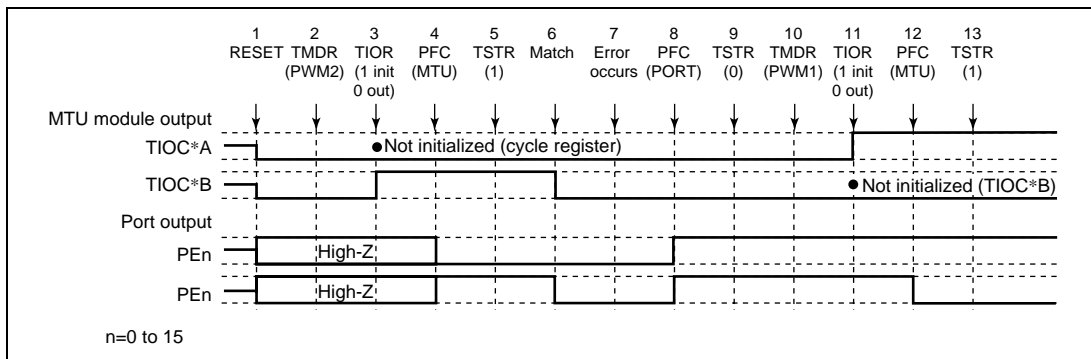 1 2 3 4 5 6 7 8 9 10 11 12 13
RESET TMDR TIOR PFC TSTR Match Error PFC TSTR TMDR TIOR PFC TSTR
(PWM2) (1 init (MTU) (1) occurs (PORT) (0) (PWM1) (1 init (MTU) (1)
0 out) 0 out)
MTU module output
TIOC*A ●Not initialized (cycle register)
TIOC*B ● Not initialized (TIOC*B)
Port output
PEn High-Z
PEn High-Z
n=0 to 15